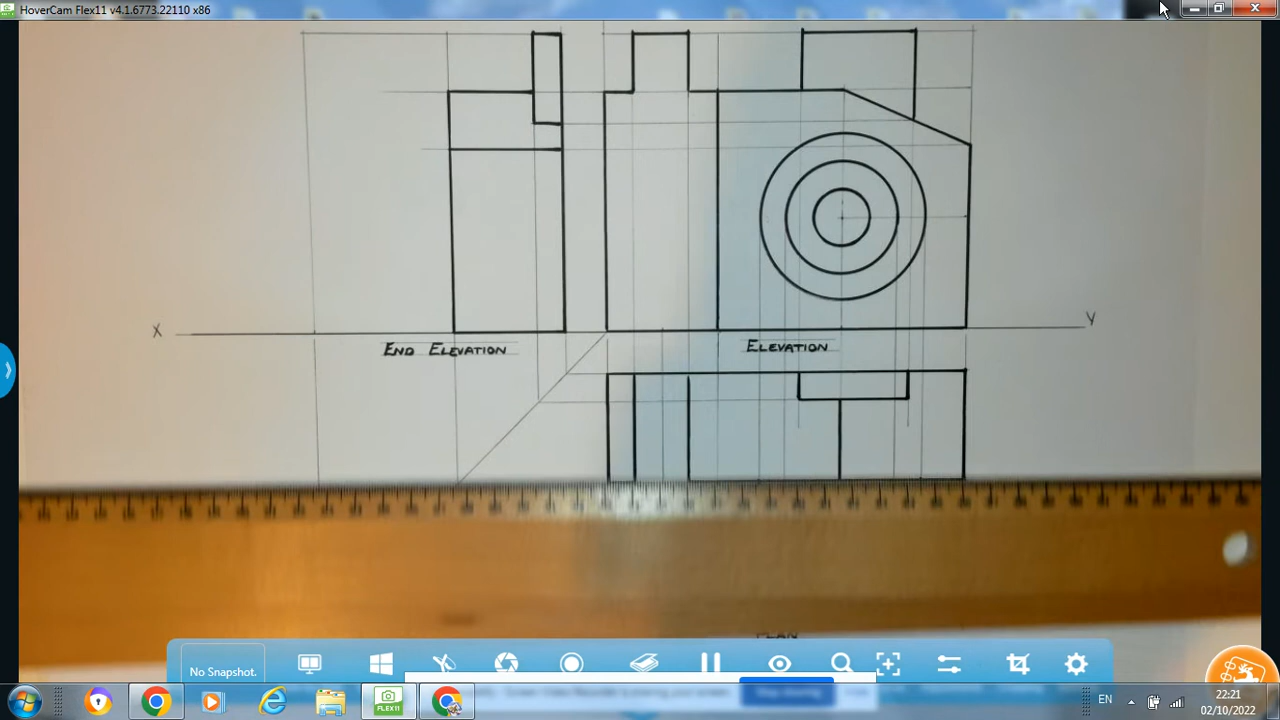 HoverCam Flex11 v4.1.6773.22110 x86
X
Y
END ELEVATION
ELEVATION
PLAN
No Snapshot.
FLEX11
EN
22:21
02/10/2022